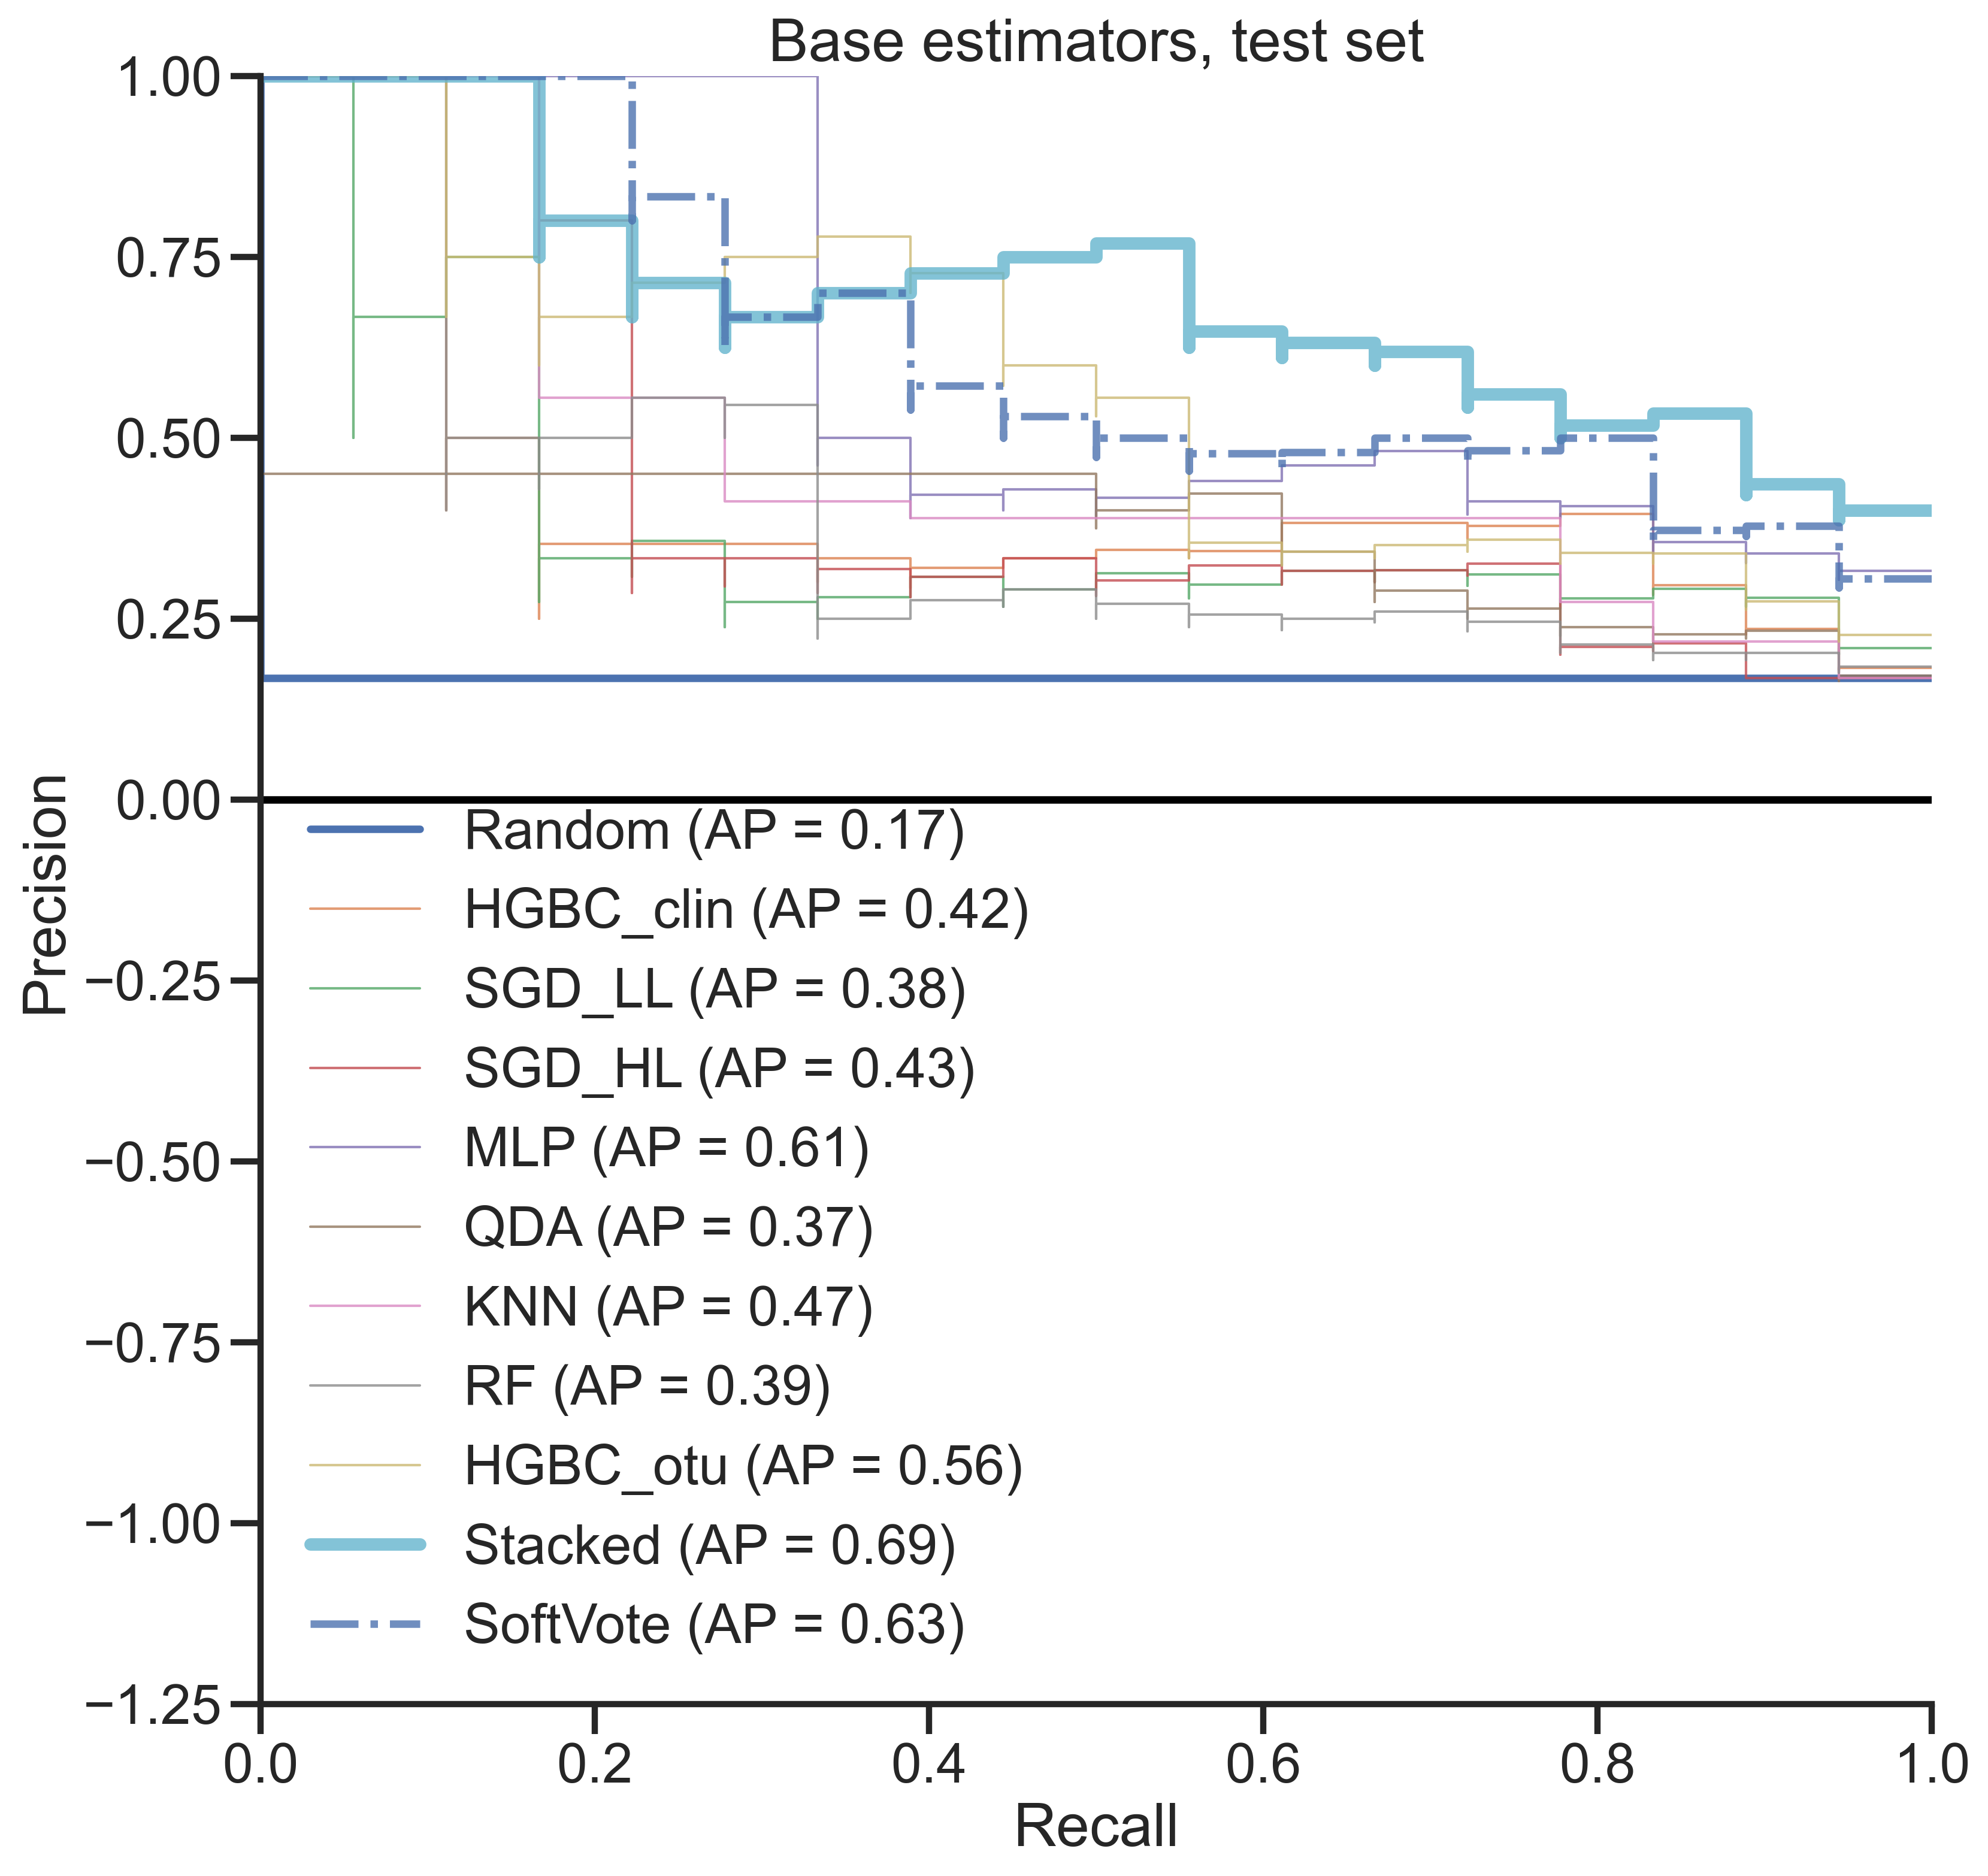 Base estimators, test set
1.00
0.75
0.50
0.25
0.00
−0.25
−0.50
−0.75
−1.00
−1.25
Precision
Random (AP = 0.17)
HGBC_clin (AP = 0.42)
SGD_LL (AP = 0.38)
SGD_HL (AP = 0.43)
MLP (AP = 0.61)
QDA (AP = 0.37)
KNN (AP = 0.47)
RF (AP = 0.39)
HGBC_otu (AP = 0.56)
Stacked (AP = 0.69)
SoftVote (AP = 0.63)
0.0 0.2 0.4 0.6 0.8 1.0
Recall